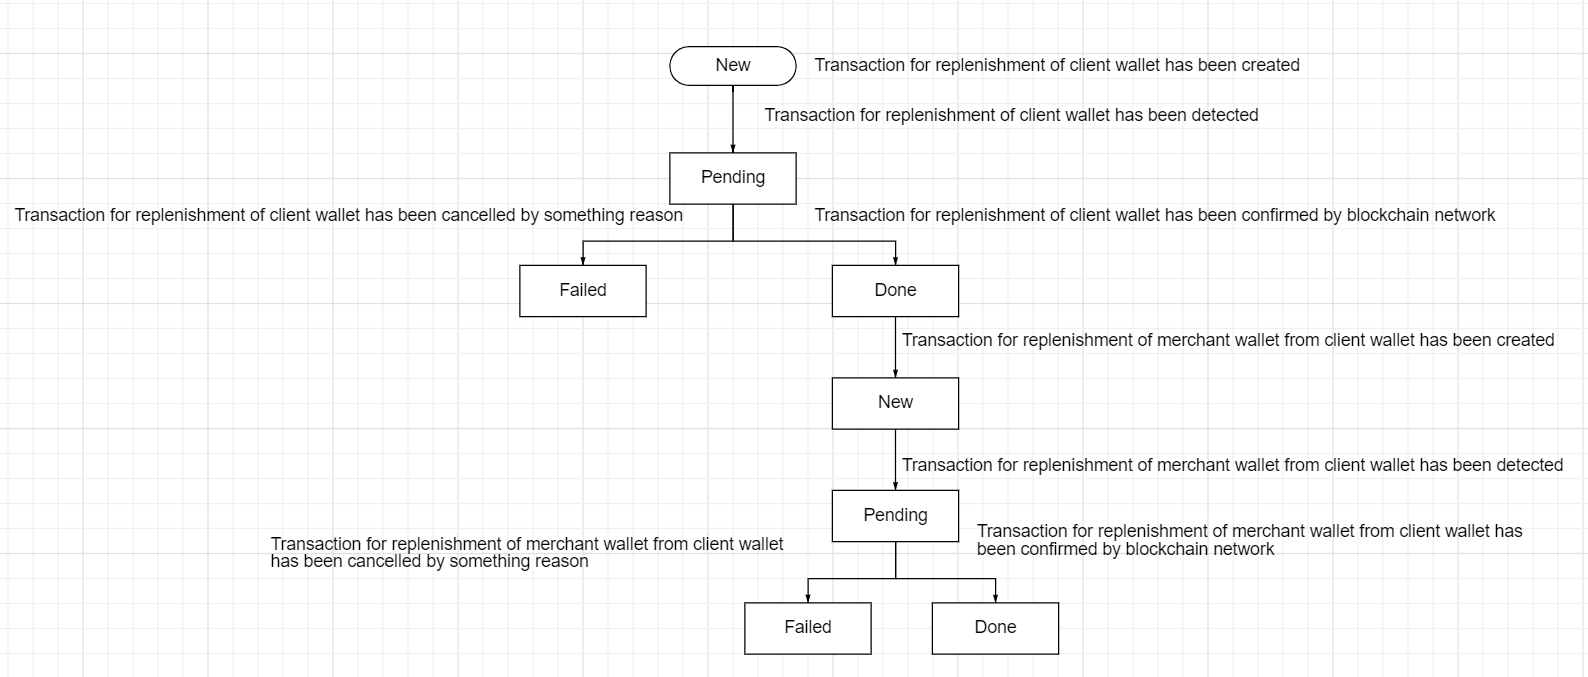 New
Transaction for replenishment of client wallet has been created
Transaction for replenishment of client wallet has been detected
Pending
Transaction for replenishment of client wallet has been cancelled by something reason
Transaction for replenishment of client wallet has been confirmed by blockchain network
Failed
Done
Transaction for replenishment of merchant wallet from client wallet has been created
New
Transaction for replenishment of merchant wallet from client wallet has been detected
Pending
Transaction for replenishment of merchant wallet from client wallet has
been confirmed by blockchain network
Transaction for replenishment of merchant wallet from client wallet
has been cancelled by something reason
Failed
Done